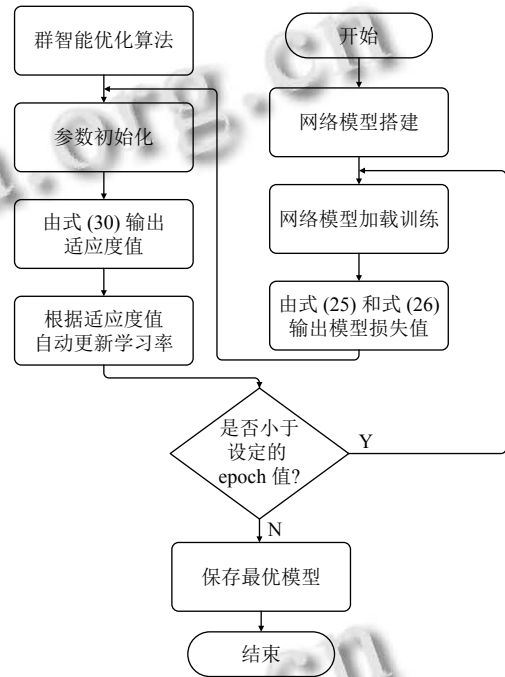 群智能优化算法
参数初始化
由式 (30) 输出
适应度值
根据适应度值
自动更新学习率
开始
网络模型搭建
网络模型加载训练
由式 (25) 和式 (26)
输出模型损失值
是否小于
设定的
epoch 值?
Y
N
保存最优模型
结束
.org.cn
cn